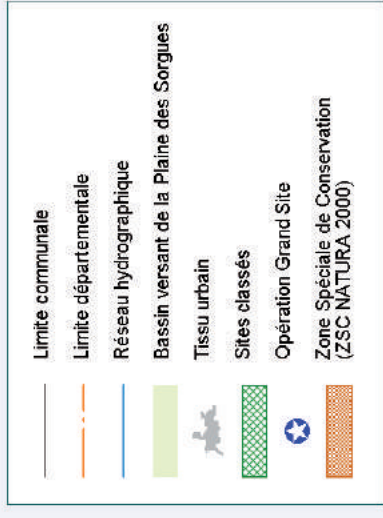 Limite communale
Limite départementale
Réseau hydrographique
Bassin versant de la Plaine des Sorgues
Tissu urbain
Sites classés
Opération Grand Site
Zone Spéciale de Conservation
(ZSC NATURA 2000)